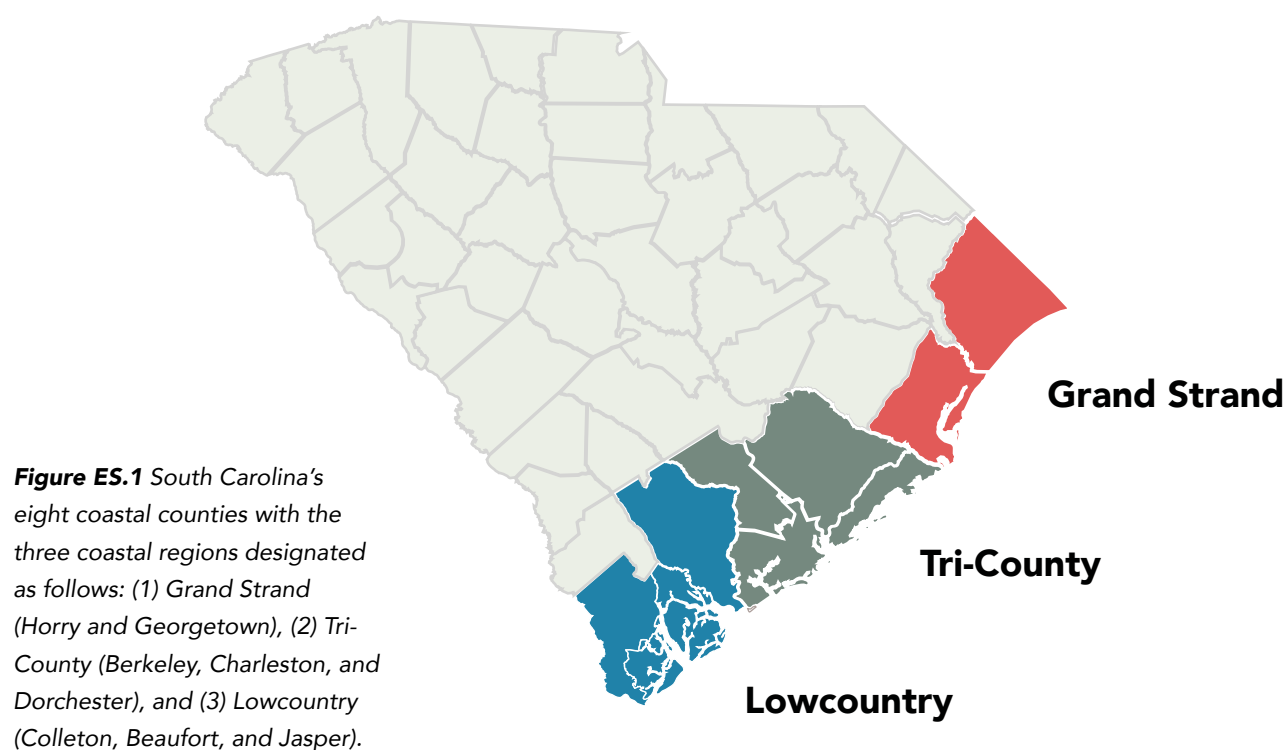 Grand Strand
Figure ES.1 South Carolina’s
eight coastal counties with the
three coastal regions designated
as follows: (1) Grand Strand
(Horry and Georgetown), (2) Tri-
County (Berkeley, Charleston, and
Dorchester), and (3) Lowcountry
(Colleton, Beaufort, and Jasper).
Tri-County
Lowcountry